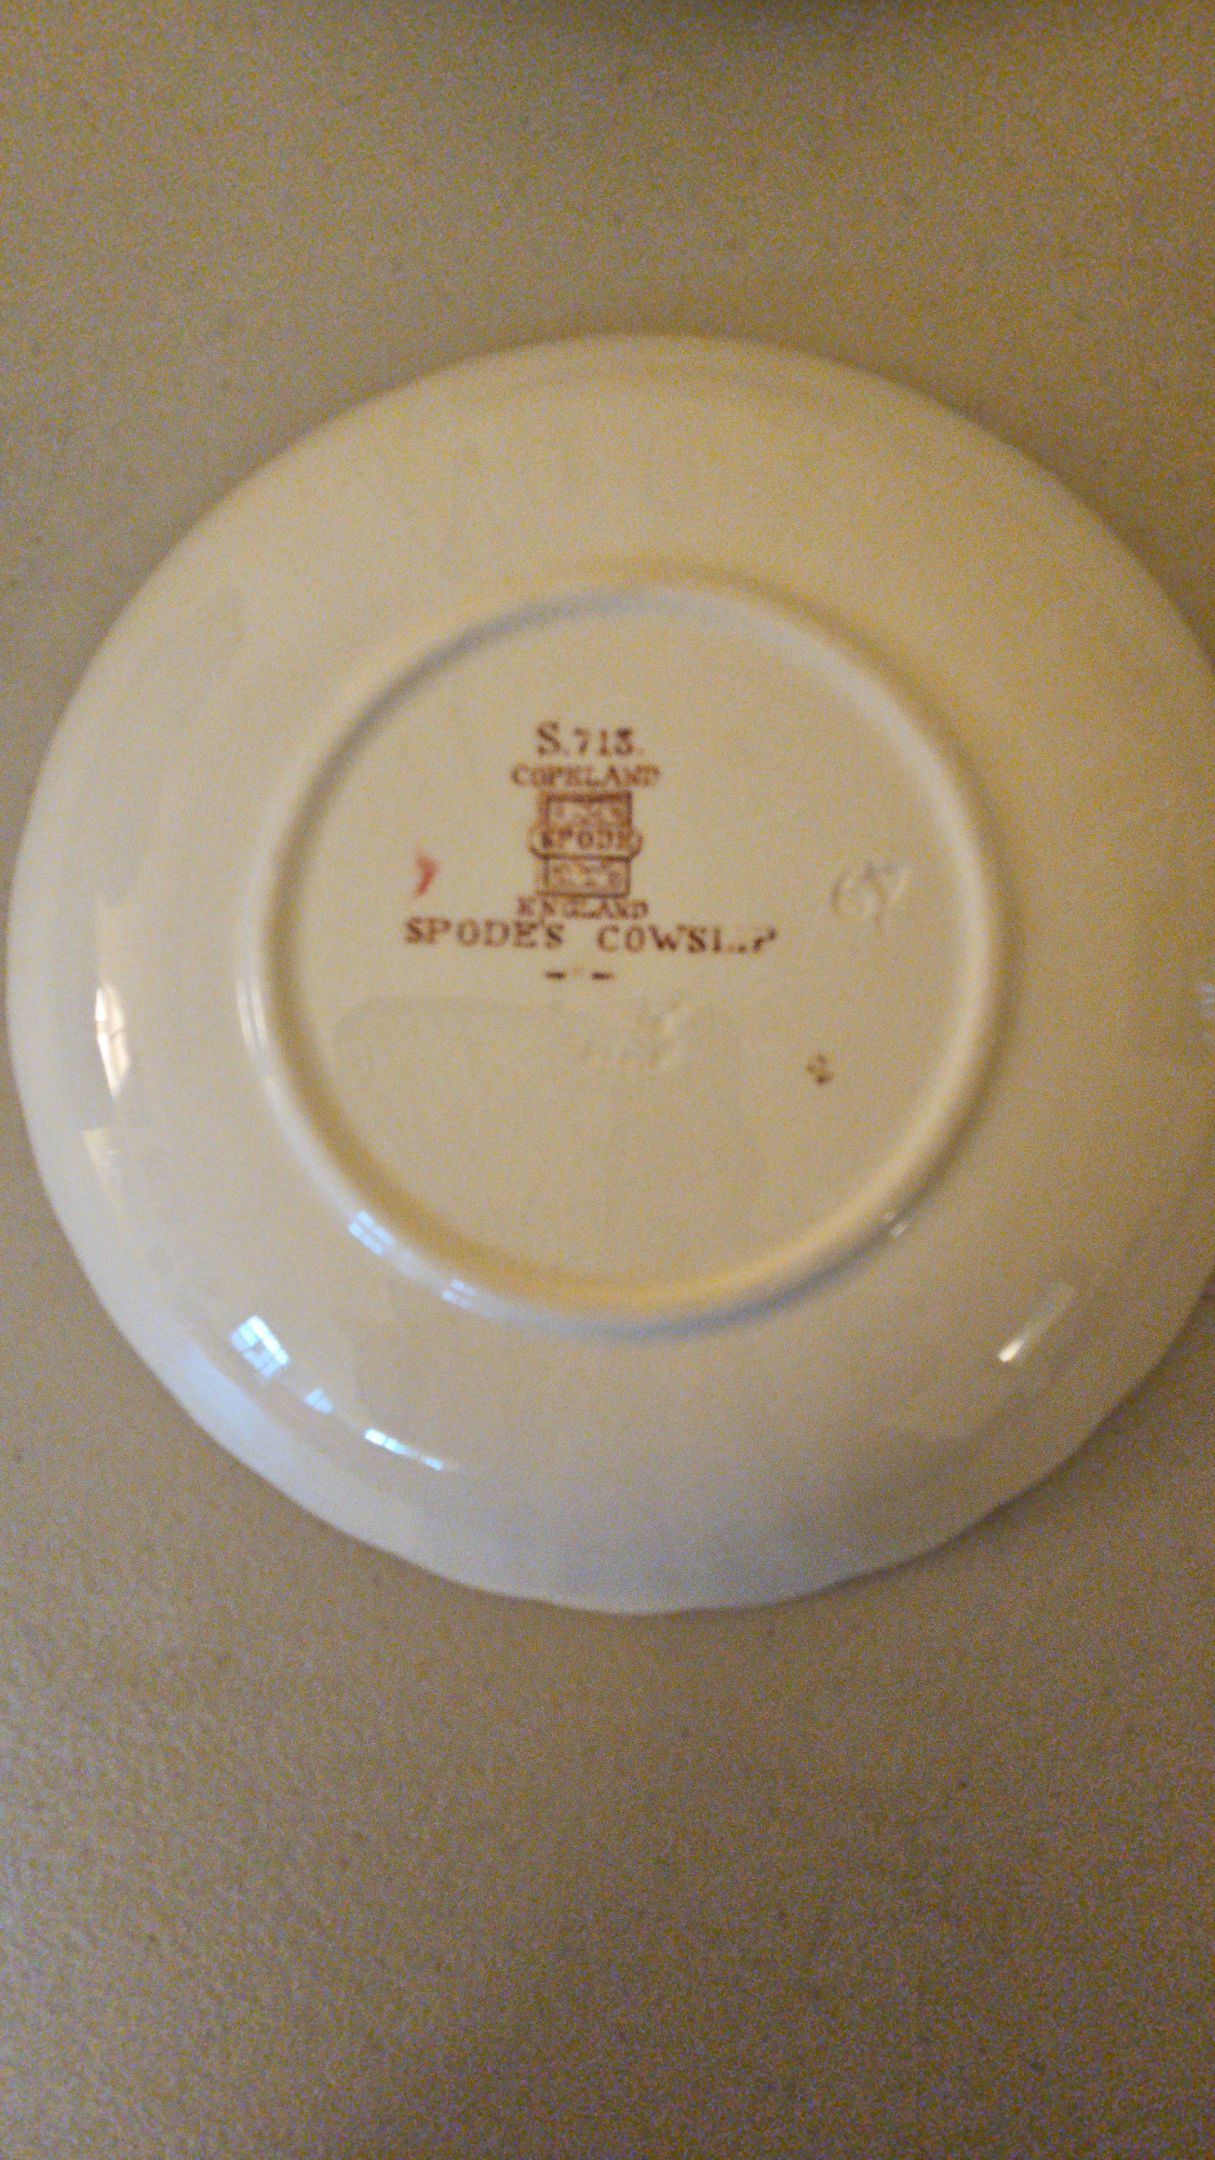 S.713.
COPELAND
SPODE
ENGLAND
SPODE'S COWSLIP